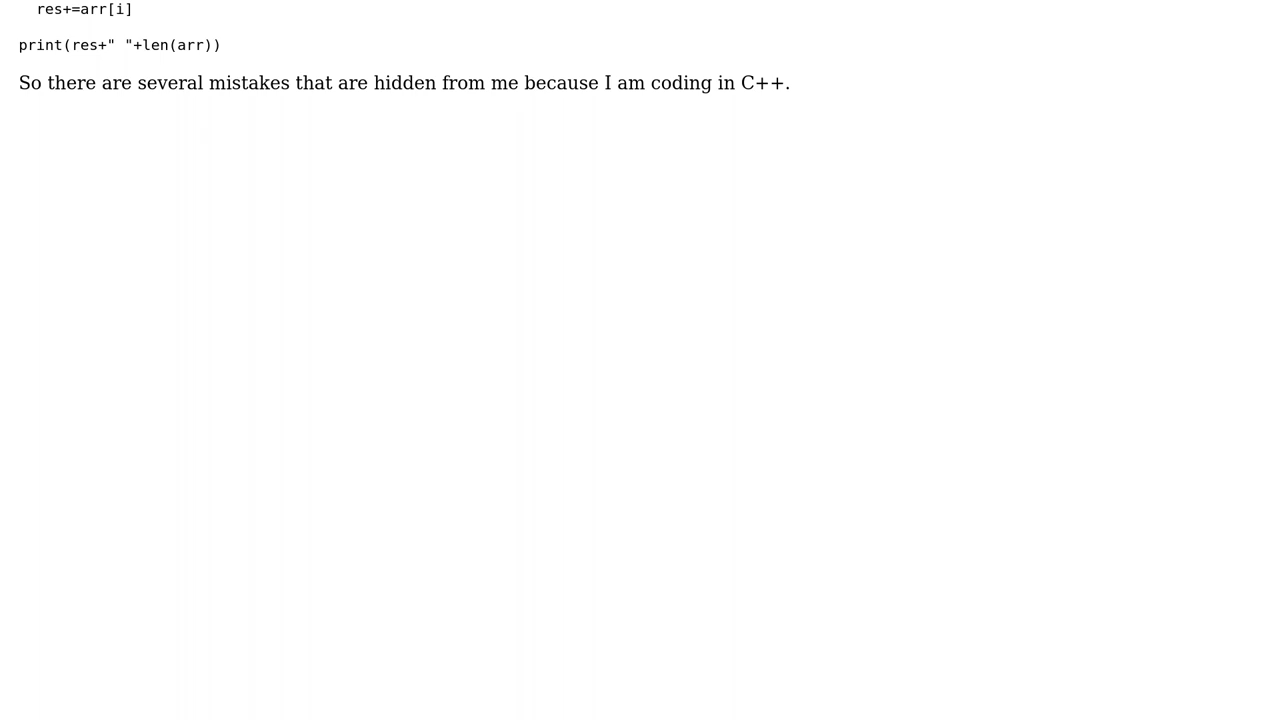 res+=arr[i]
print(res+" "+len(arr))
So there are several mistakes that are hidden from me because I am coding in C++.